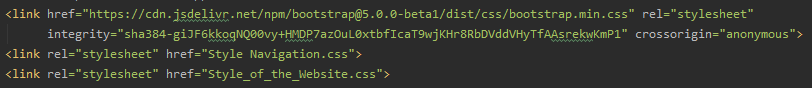 <link href="https://cdn.jsdelivr.net/npm/bootstrap@5.0.0-beta1/dist/css/bootstrap.min.css" rel="stylesheet"
integrity="sha384-giJF6kkoqNQ00vy+HMDP7azOuL0xtbfIcaT9wjKHr8RbDVddVHyTfAAsrekwKmP1" crossorigin="anonymous">
<link rel="stylesheet" href="Style Navigation.css">
<link rel="stylesheet" href="Style_of_the_Website.css">